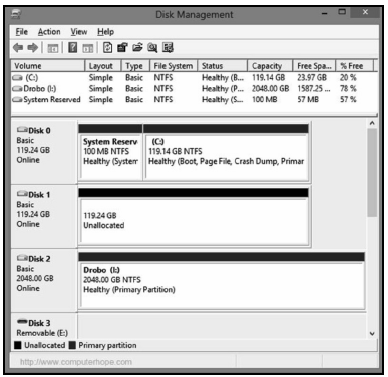 Disk Management
File Action View Help
Volume Layout Type File System Status Capacity Free Spa... % Free
(C:) Simple Basic NTFS Healthy (B... 119.14 GB 23.97 GB 20 %
Drobo (I:) Simple Basic NTFS Healthy (P... 2048.00 GB 1587.25 ... 78 %
System Reserved Simple Basic NTFS Healthy (S... 100 MB 57 MB 57 %
Disk 0
Basic
119.24 GB
Online
System Reserv
100 MB NTFS
Healthy (System
(C:)
119.14 GB NTFS
Healthy (Boot, Page File, Crash Dump, Primar
Disk 1
Basic
119.24 GB
Online
119.24 GB
Unallocated
Disk 2
Basic
2048.00 GB
Online
Drobo (I:)
2048.00 GB NTFS
Healthy (Primary Partition)
Disk 3
Removable (E:)
Unallocated Primary partition
http://www.computerhope.com